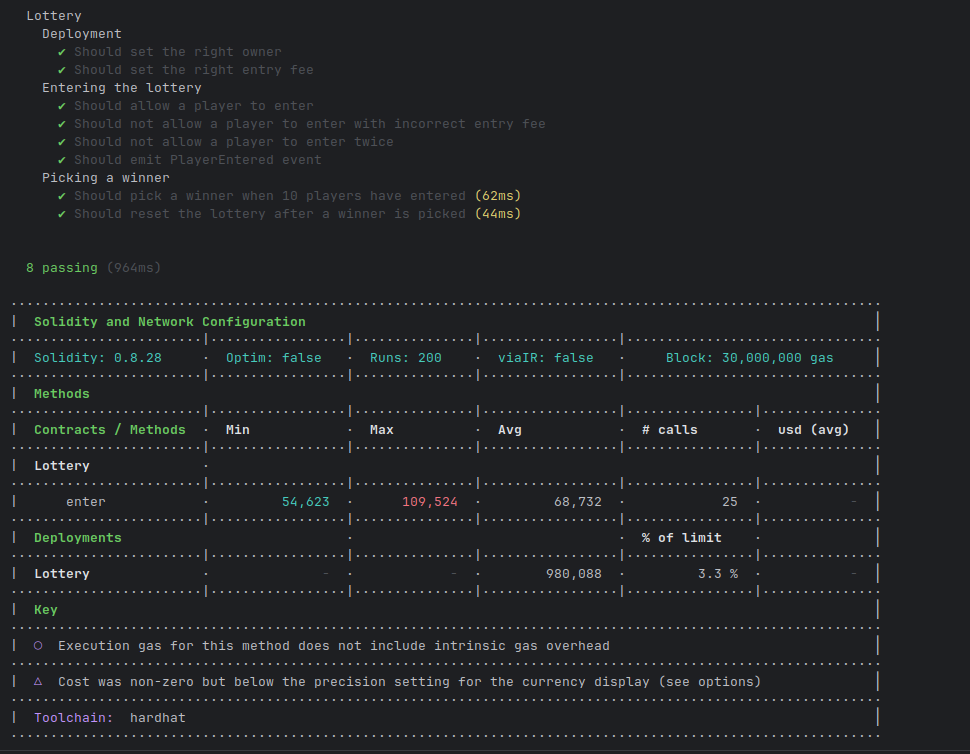 Lottery
Deployment
✔ Should set the right owner
✔ Should set the right entry fee
Entering the lottery
✔ Should allow a player to enter
✔ Should not allow a player to enter with incorrect entry fee
✔ Should not allow a player to enter twice
✔ Should emit PlayerEntered event
Picking a winner
✔ Should pick a winner when 10 players have entered (62ms)
✔ Should reset the lottery after a winner is picked (44ms)
8 passing (964ms)
| Solidity and Network Configuration |
| Solidity: 0.8.28 · Optim: false · Runs: 200 · viaIR: false · Block: 30,000,000 gas |
| Methods |
| Contracts / Methods · Min · Max · Avg · # calls · usd (avg) |
| Lottery · |
| enter · 54,623 · 109,524 · 68,732 · 25 · - |
| Deployments · · % of limit · |
| Lottery · - · - · 980,088 · 3.3 % · - |
| Key |
| ◯ Execution gas for this method does not include intrinsic gas overhead |
| △ Cost was non-zero but below the precision setting for the currency display (see options) |
| Toolchain: hardhat |